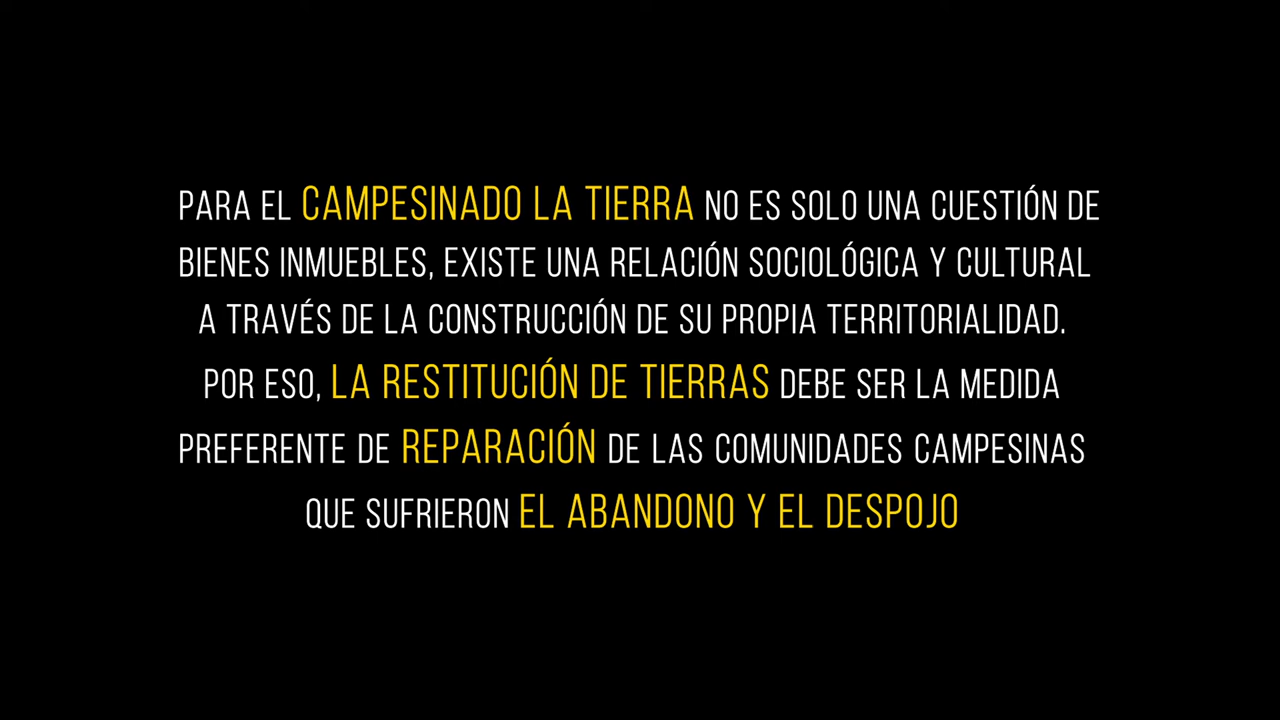 PARA EL CAMPESINADO LA TIERRA NO ES SOLO UNA CUESTIÓN DE
BIENES INMUEBLES, EXISTE UNA RELACIÓN SOCIOLÓGICA Y CULTURAL
A TRAVÉS DE LA CONSTRUCCIÓN DE SU PROPIA TERRITORIALIDAD.
POR ESO, LA RESTITUCIÓN DE TIERRAS DEBE SER LA MEDIDA
PREFERENTE DE REPARACIÓN DE LAS COMUNIDADES CAMPESINAS
QUE SUFRIERON EL ABANDONO Y EL DESPOJO